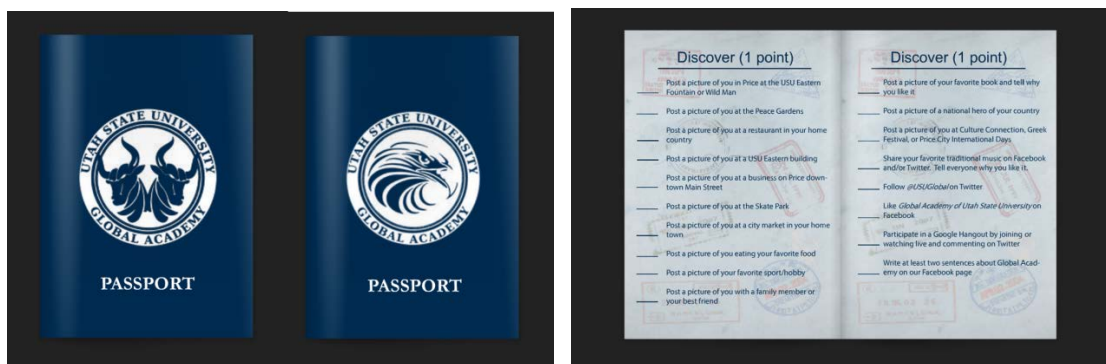 UTAH STATE UNIVERSITY
GLOBAL ACADEMY
PASSPORT
UTAH STATE UNIVERSITY
GLOBAL ACADEMY
PASSPORT
Discover (1 point)
Post a picture of you in Price at the USU Eastern
Fountain or Wild Man
Post a picture of you at the Peace Gardens
Post a picture of you at a restaurant in your home
country
Post a picture of you at a USU Eastern building
Post a picture of you at a business on Price down-
town Main Street
Post a picture of you at the Skate Park
Post a picture of you at a city market in your home
town
Post a picture of you eating your favorite food
Post a picture of your favorite sport/hobby
Post a picture of you with a family member or
your best friend
Discover (1 point)
Post a picture of your favorite book and tell why
you like it
Post a picture of a national hero of your country
Post a picture of you at Culture Connection, Greek
Festival, or Price City International Days
Share your favorite traditional music on Facebook
and/or Twitter. Tell everyone why you like it.
Follow @USUGlobal on Twitter
Like Global Academy of Utah State University on
Facebook
Participate in a Google Hangout by joining or
watching live and commenting on Twitter
Write at least two sentences about Global Acad-
emy on our Facebook page